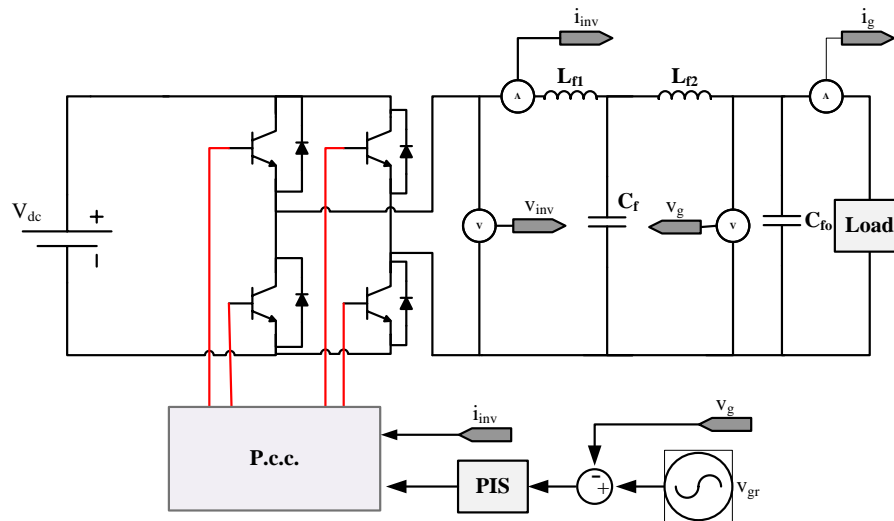 i_inv
i_g
L_f1
L_f2
A
A
V_dc
+
-
V
v_inv
C_f
v_g
V
C_fo
Load
P.c.c.
i_inv
v_g
PIS
-
+
v_gr